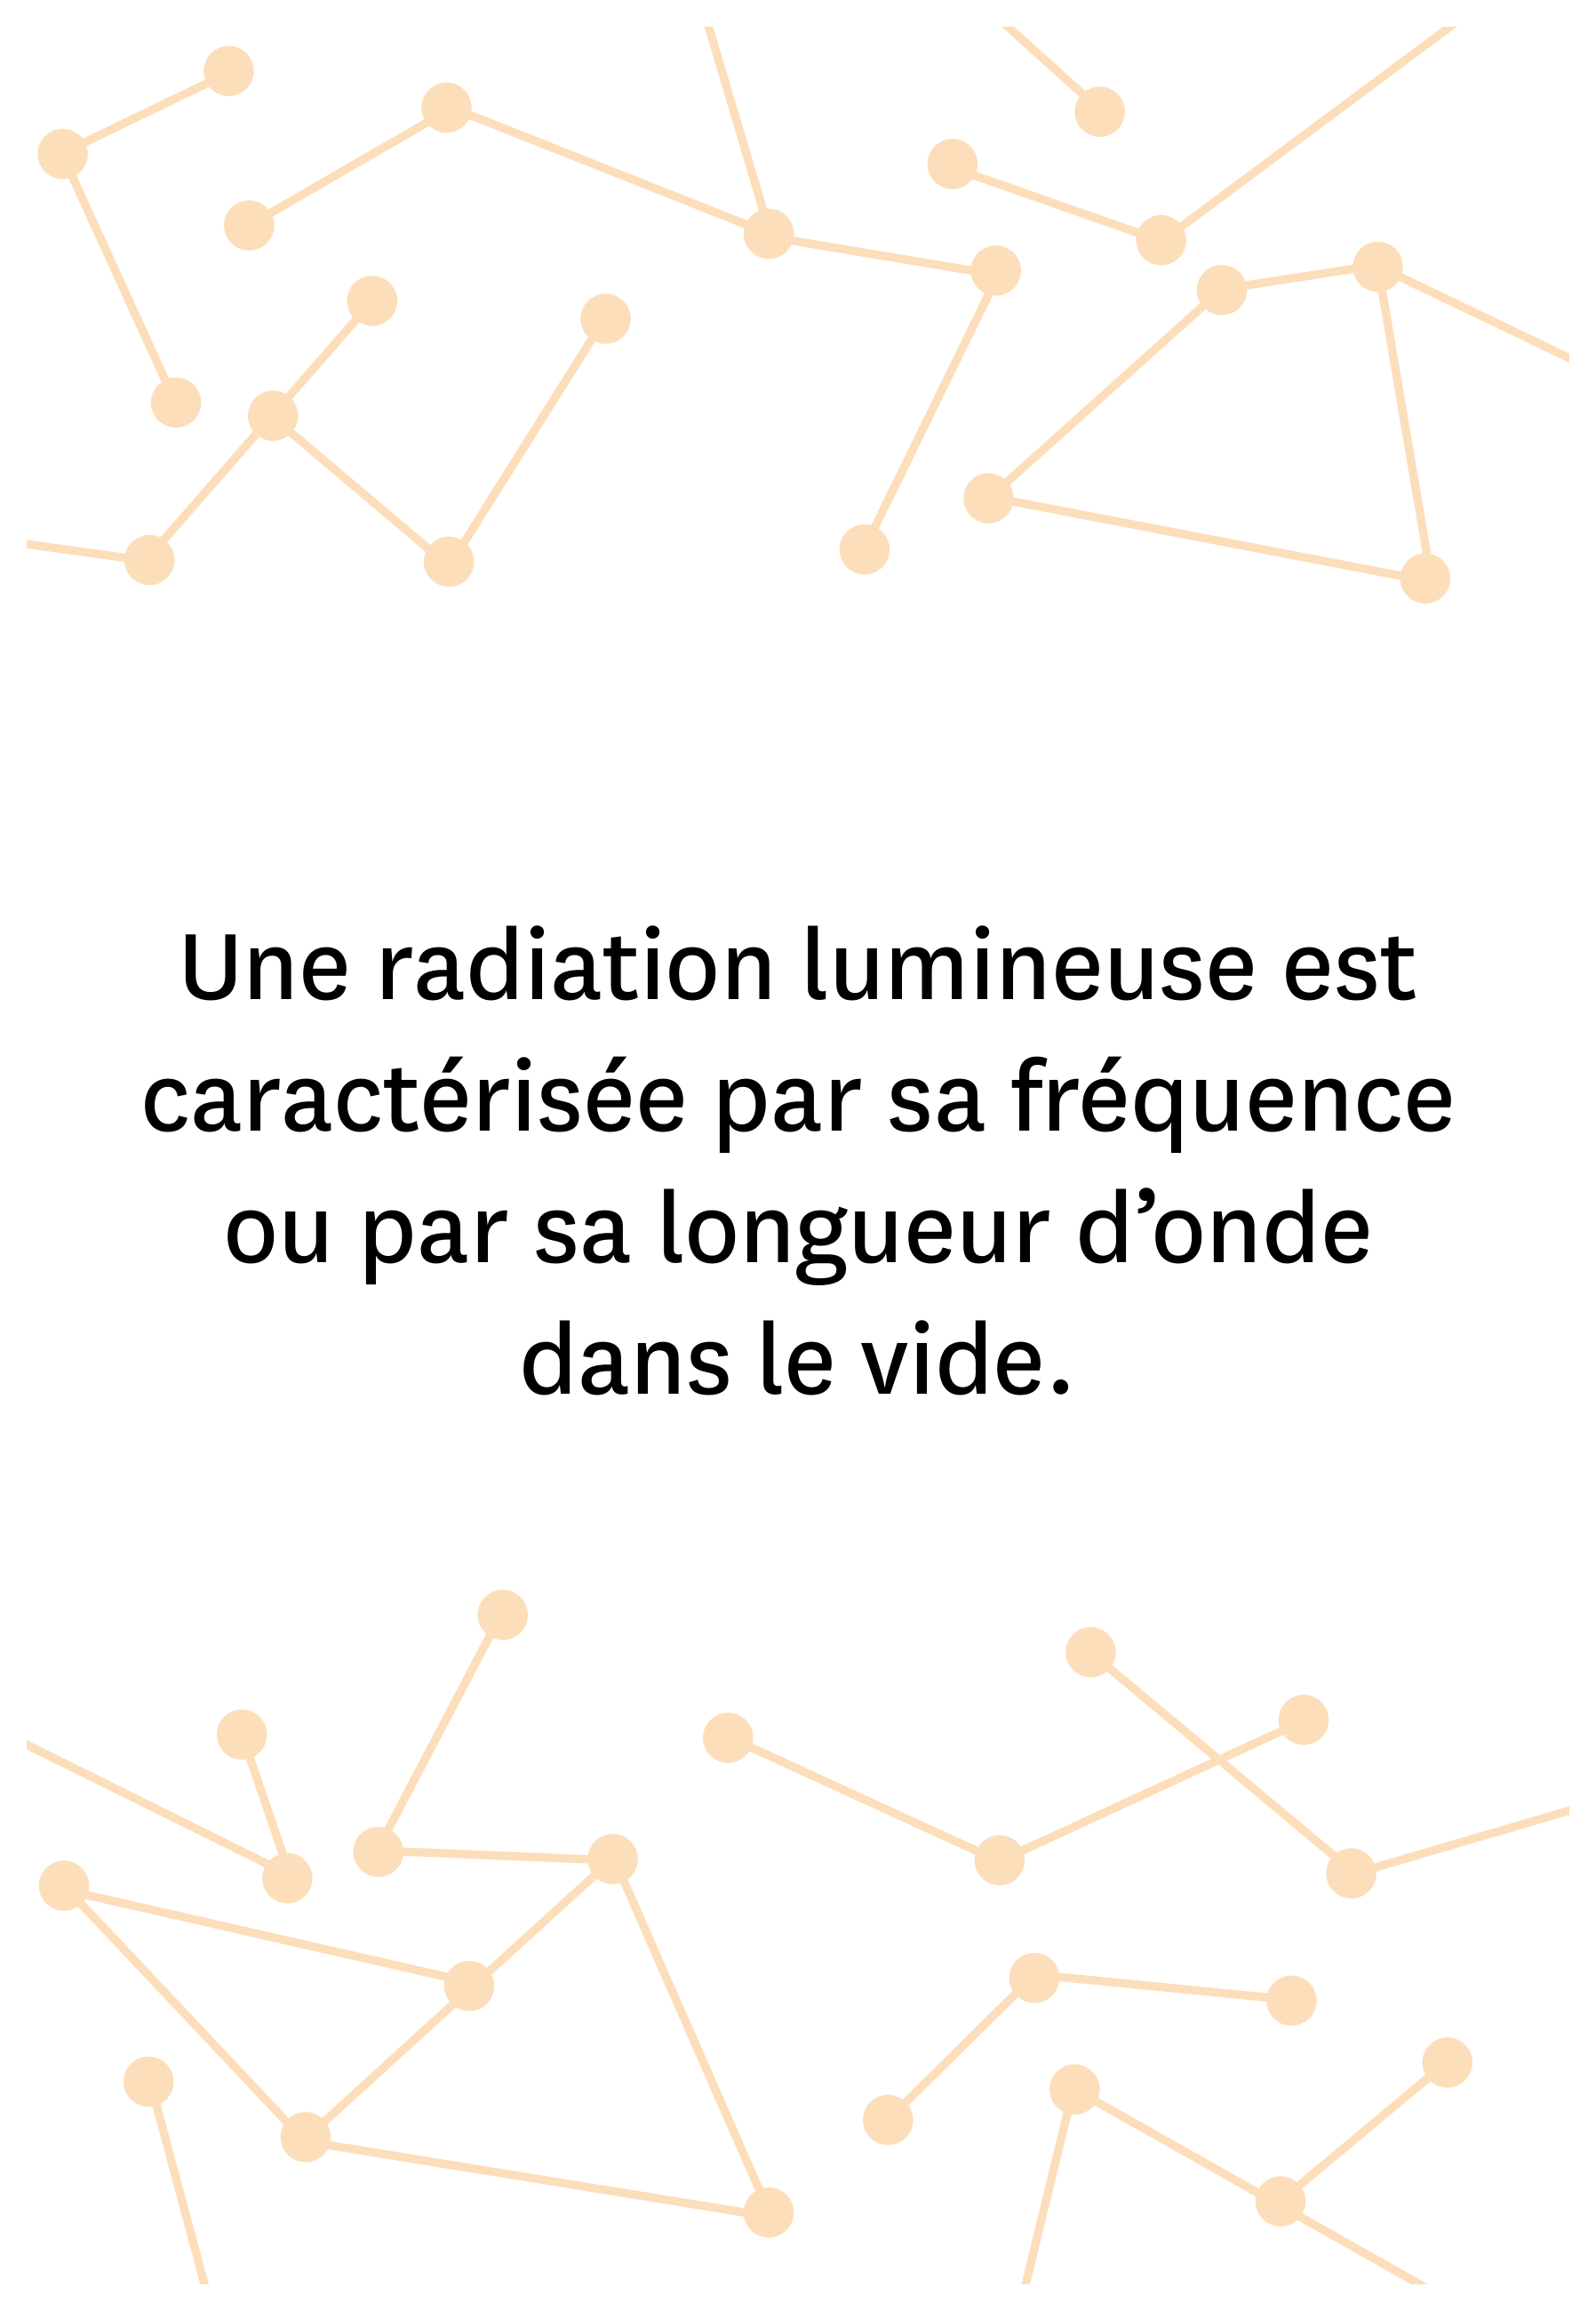 Une radiation lumineuse est
caractérisée par sa fréquence
ou par sa longueur d’onde
dans le vide.